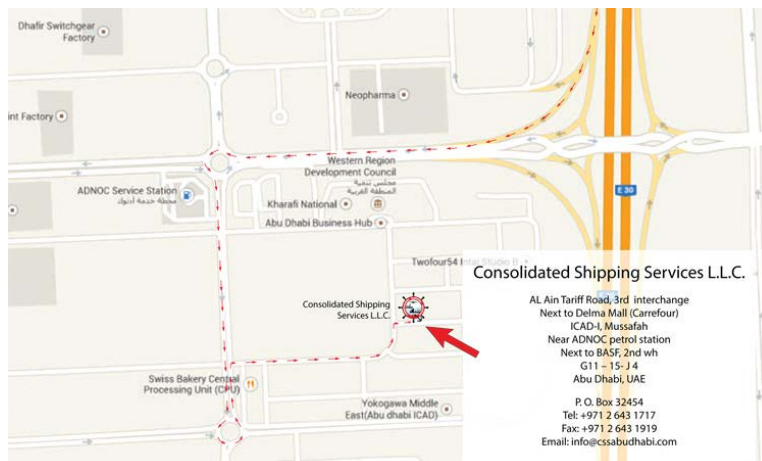 Dhafir Switchgear
Factory
Neopharma
int Factory
Western Region
Development Council
مجلس تنمية
المنطقة الغربية
ADNOC Service Station
محطة خدمة أدنوك
Kharafi National
E 30
Abu Dhabi Business Hub
Twofour54
Consolidated Shipping Services L.L.C.
Consolidated Shipping
Services L.L.C.
AL Ain Tariff Road, 3rd interchange
Next to Delma Mall (Carrefour)
ICAD-I, Mussafah
Near ADNOC petrol station
Next to BASF, 2nd wh
G11 – 15- J 4
Abu Dhabi, UAE
Swiss Bakery Central
Processing Unit (CPU)
Yokogawa Middle
East(Abu dhabi ICAD)
P. O. Box 32454
Tel: +971 2 643 1717
Fax: +971 2 643 1919
Email: info@cssabudhabi.com